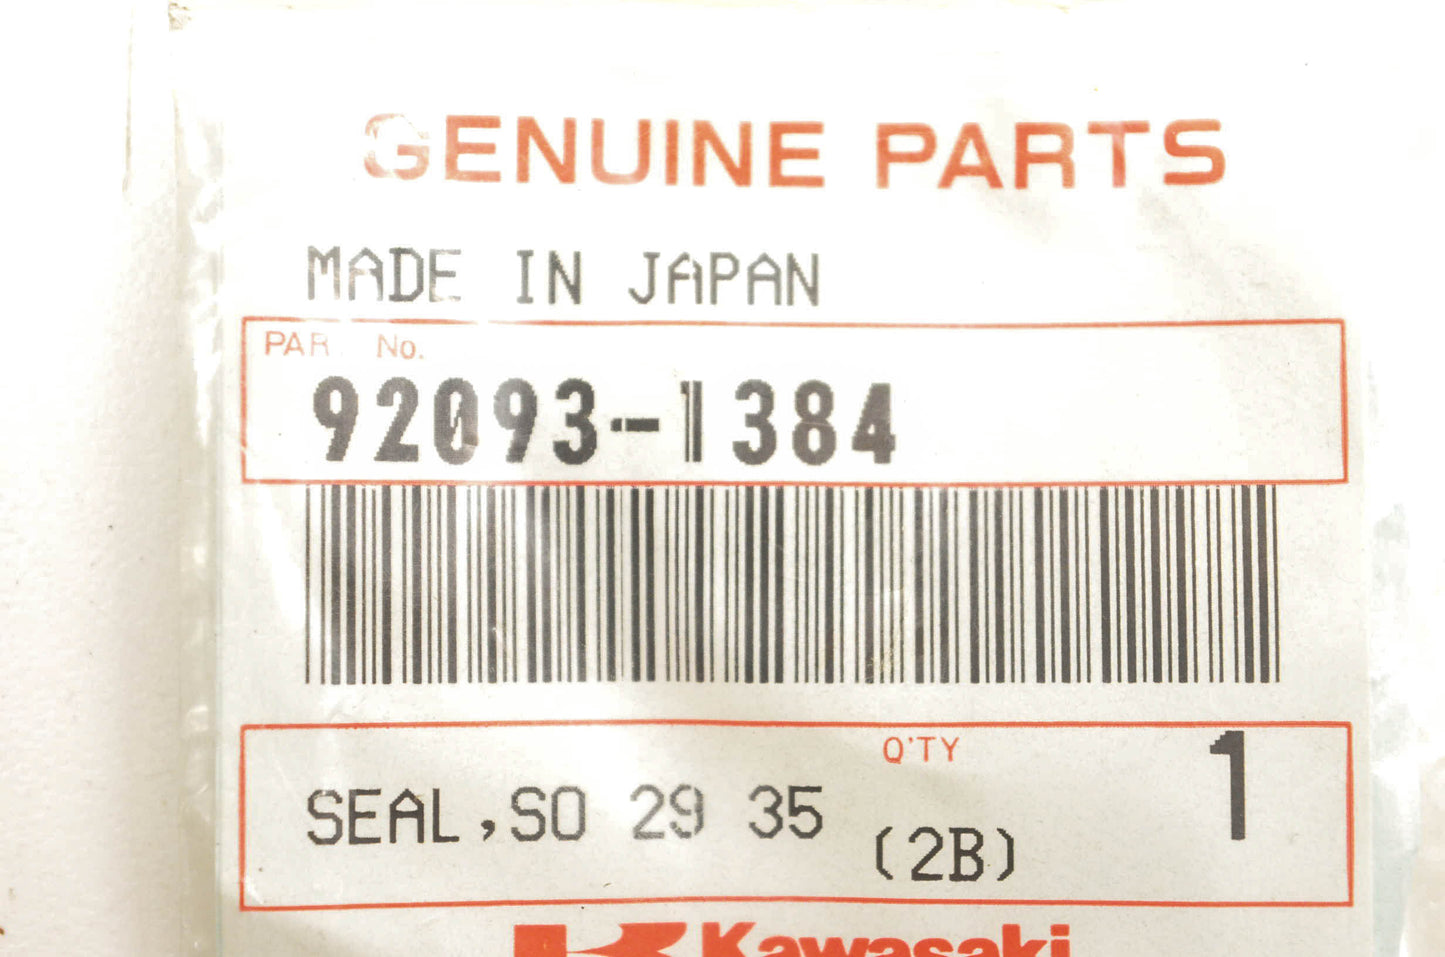 GENUINE PARTS
MADE IN JAPAN
PART No.
92093-1384
Q'TY 1
SEAL,SO 29 35 (2B)
Kawasaki